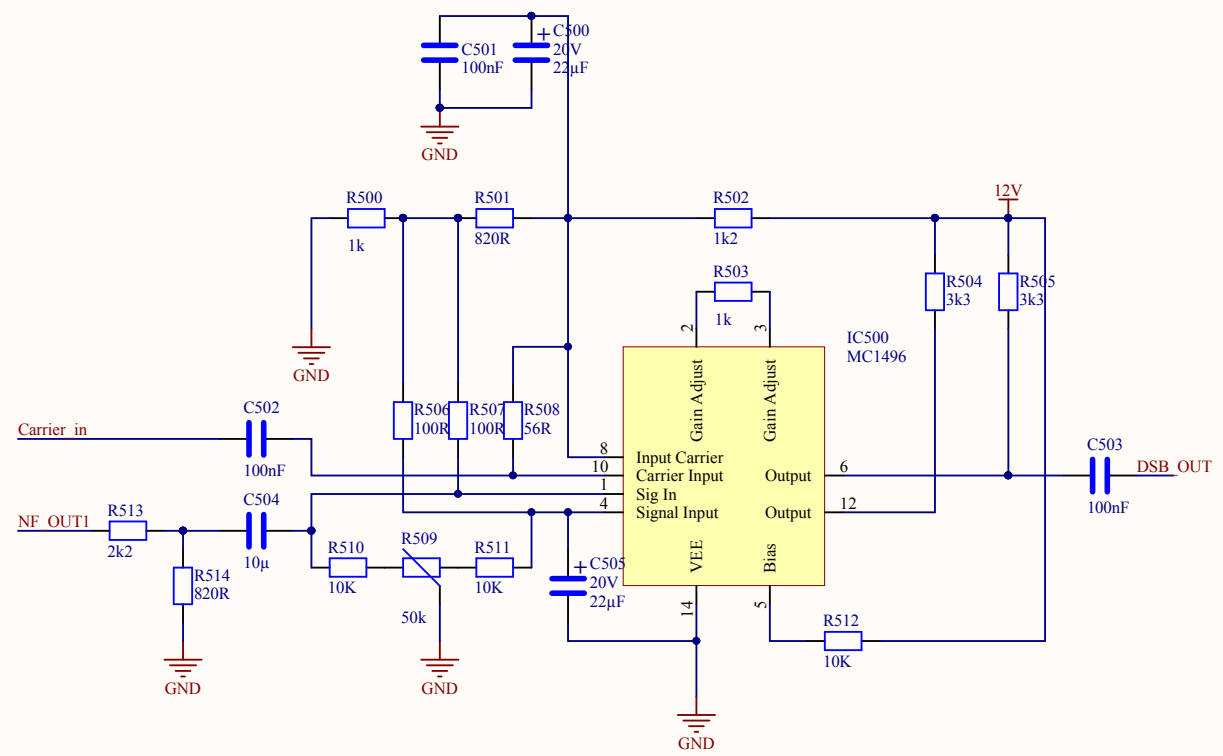 C501
100nF
+
C500
20V
22µF
GND
R500
1k
R501
820R
R502
1k2
12V
R503
1k
R504
3k3
R505
3k3
GND
2
3
IC500
MC1496
Gain Adjust
Gain Adjust
R506
100R
R507
100R
R508
56R
Carrier_in
C502
100nF
8
Input Carrier
10
Carrier Input
1
Sig In
4
Signal Input
Output
6
Output
12
C503
100nF
DSB_OUT
NF_OUT1
R513
2k2
C504
10µ
R514
820R
GND
R510
10K
R509
50k
R511
10K
GND
+
C505
20V
22µF
VEE
Bias
14
5
R512
10K
GND